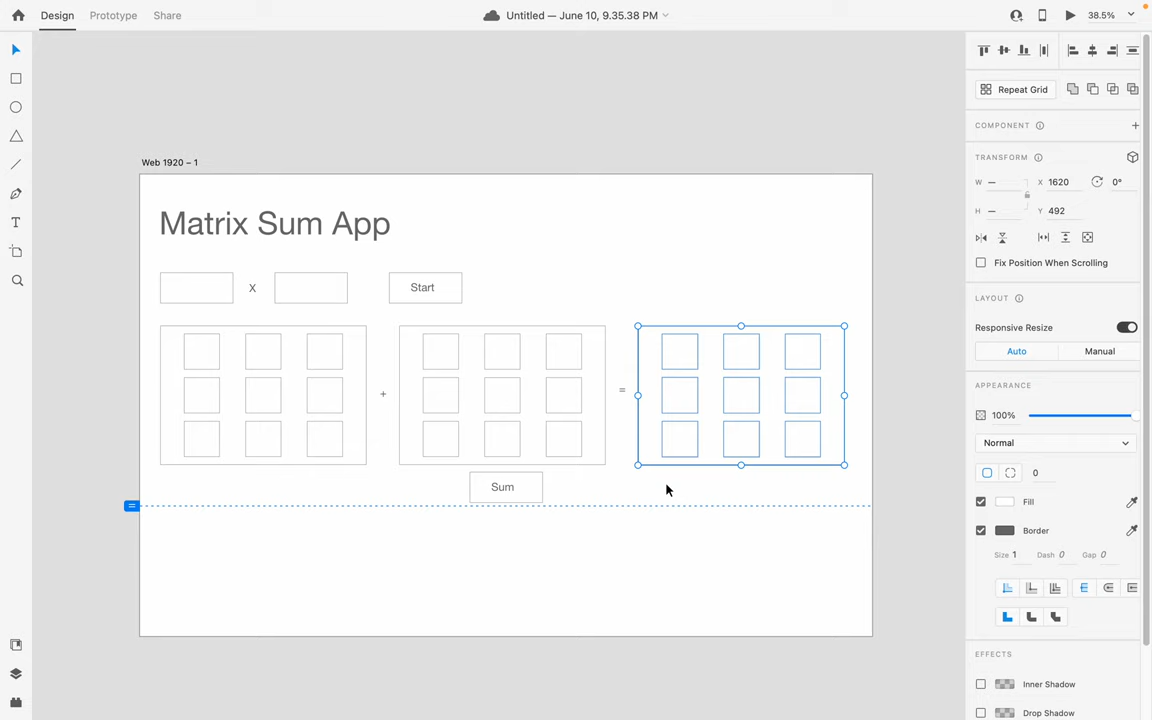 Design
Prototype
Share
Untitled — June 10, 9.35.38 PM
38.5%
Repeat Grid
COMPONENT
Web 1920 – 1
TRANSFORM
W —
X 1620
0°
H —
Y 492
Matrix Sum App
Fix Position When Scrolling
X
Start
LAYOUT
Responsive Resize
Auto
Manual
APPEARANCE
+
=
100%
Normal
0
Sum
Fill
Border
Size 1
Dash 0
Gap 0
EFFECTS
Inner Shadow
Drop Shadow